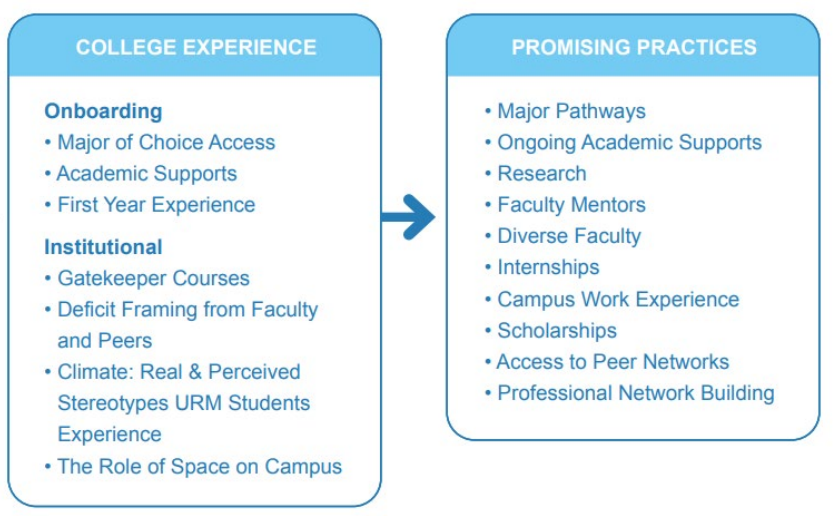 COLLEGE EXPERIENCE
Onboarding
• Major of Choice Access
• Academic Supports
• First Year Experience
Institutional
• Gatekeeper Courses
• Deficit Framing from Faculty
and Peers
• Climate: Real & Perceived
Stereotypes URM Students
Experience
• The Role of Space on Campus
PROMISING PRACTICES
• Major Pathways
• Ongoing Academic Supports
• Research
• Faculty Mentors
• Diverse Faculty
• Internships
• Campus Work Experience
• Scholarships
• Access to Peer Networks
• Professional Network Building